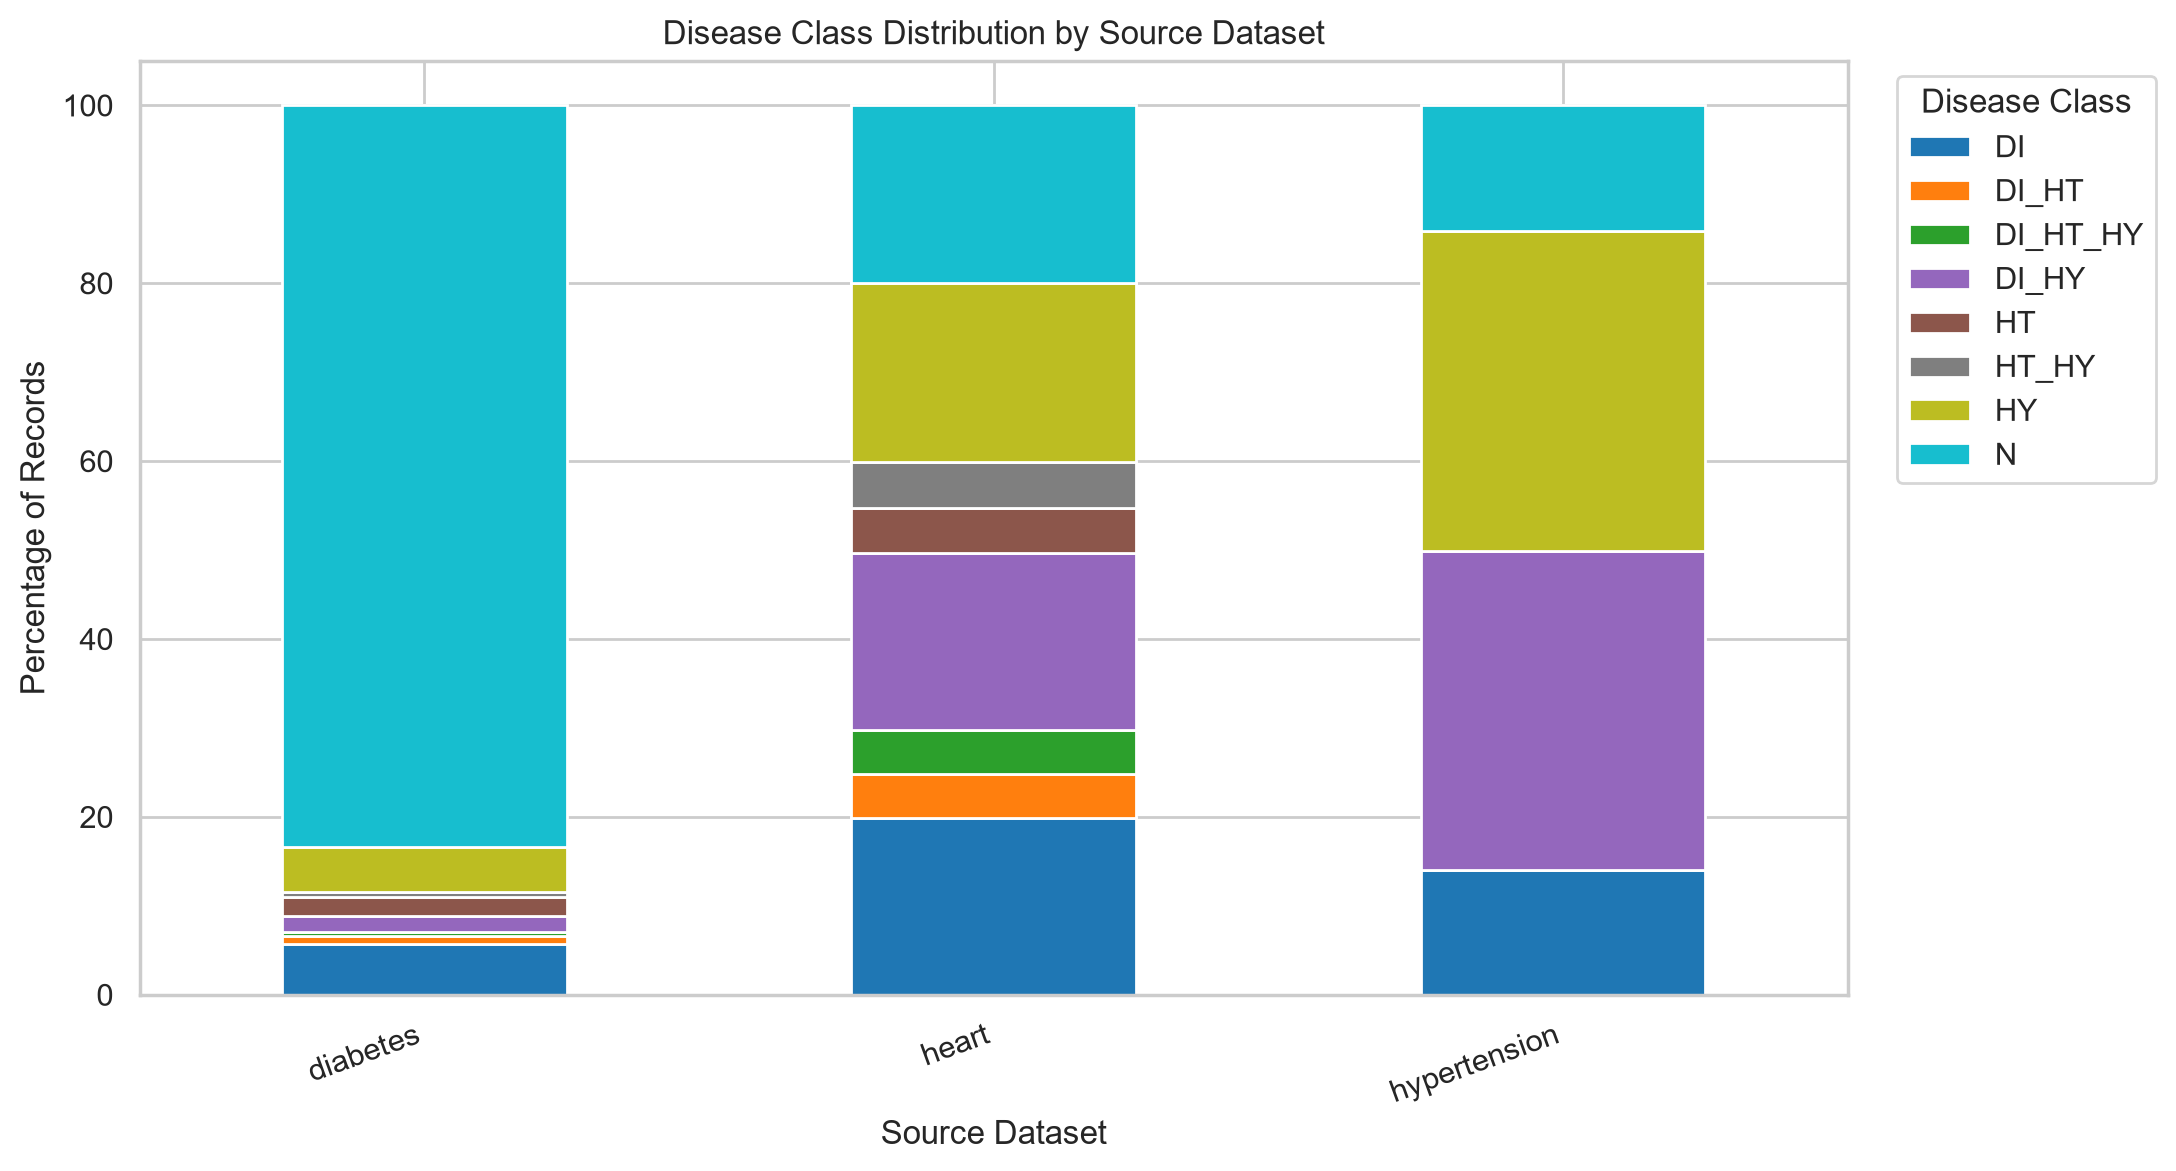 Disease Class Distribution by Source Dataset
Percentage of Records
100
80
60
40
20
0
diabetes
heart
hypertension
Source Dataset
Disease Class
DI
DI_HT
DI_HT_HY
DI_HY
HT
HT_HY
HY
N